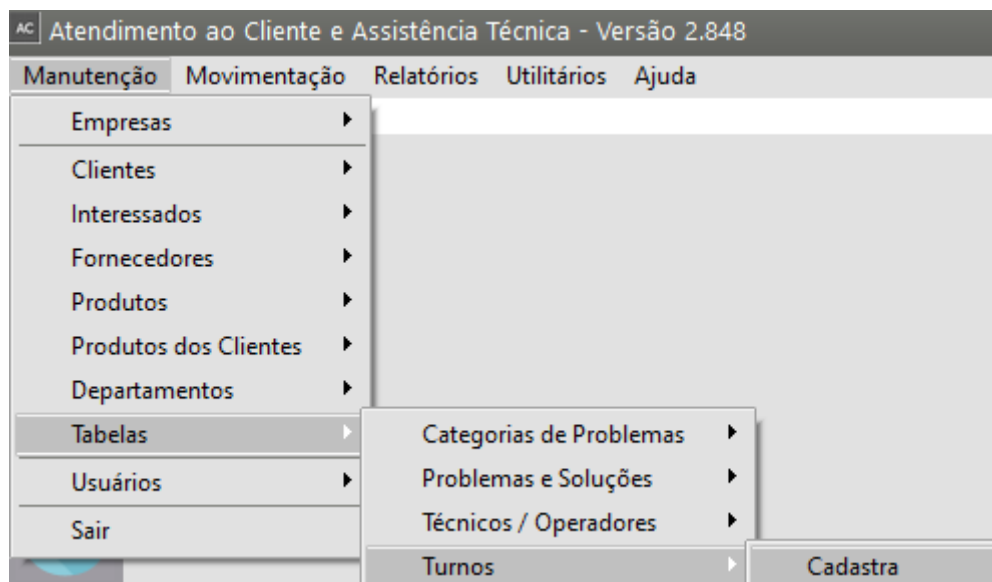 AC Atendimento ao Cliente e Assistência Técnica - Versão 2.848
Manutenção Movimentação Relatórios Utilitários Ajuda
Empresas
Clientes
Interessados
Fornecedores
Produtos
Produtos dos Clientes
Departamentos
Tabelas
Usuários
Sair
Categorias de Problemas
Problemas e Soluções
Técnicos / Operadores
Turnos
Cadastra